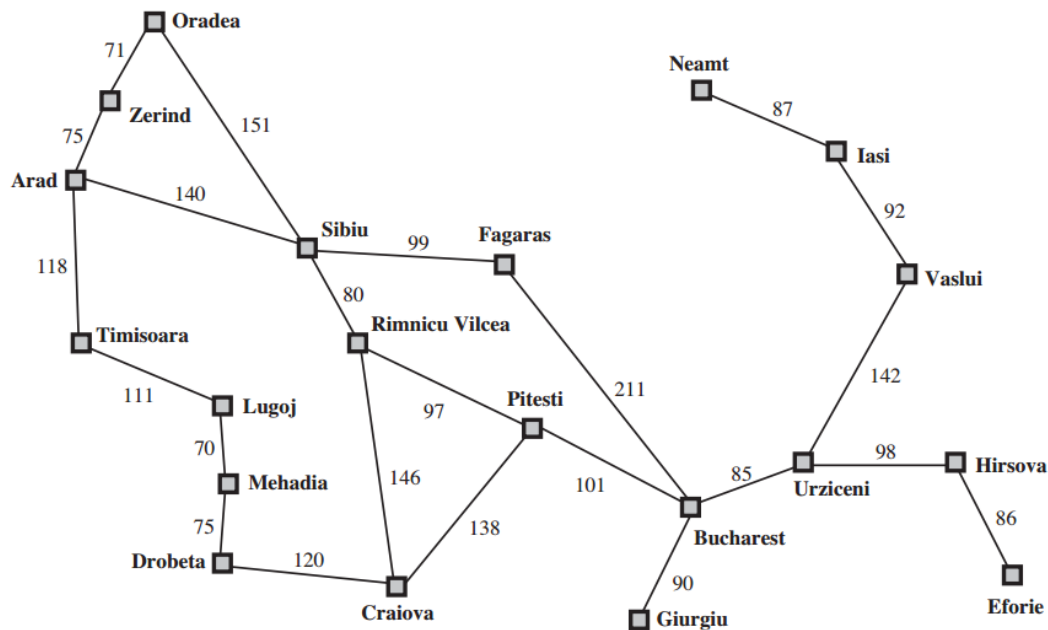 Oradea
71
Neamt
Zerind
87
151
75
Iasi
Arad
140
92
Sibiu
Fagaras
99
118
Vaslui
80
Timisoara
Rimnicu Vilcea
142
111
211
Lugoj
97
Pitesti
70
98
Hirsova
146
85
Mehadia
101
Urziceni
86
75
138
Bucharest
Drobeta
120
90
Craiova
Giurgiu
Eforie